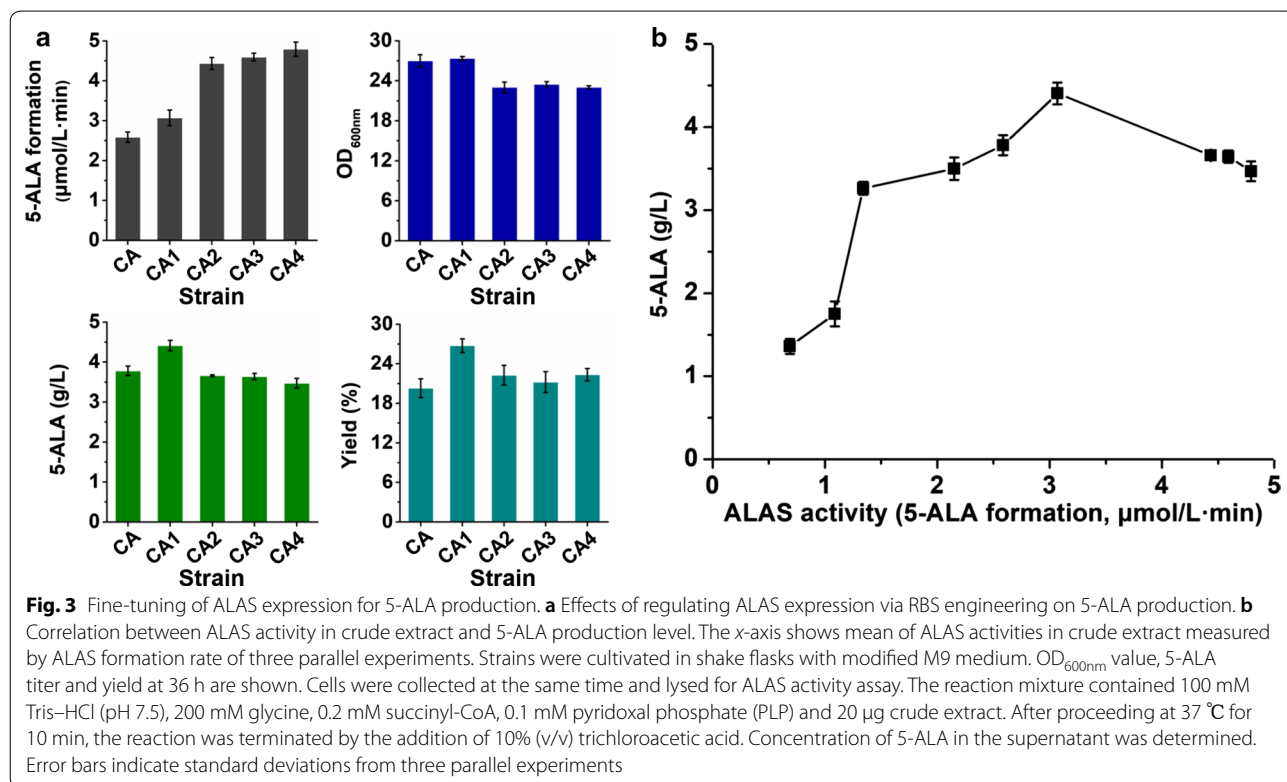 a
5-ALA formation
(µmol/L·min)
5
4
3
2
1
0
CA
CA1
CA2
CA3
CA4
Strain
OD600nm
30
24
18
12
6
0
CA
CA1
CA2
CA3
CA4
Strain
5-ALA (g/L)
5
4
3
2
1
0
CA
CA1
CA2
CA3
CA4
Strain
Yield (%)
30
24
18
12
6
0
CA
CA1
CA2
CA3
CA4
Strain
b
5-ALA (g/L)
5
4
3
2
1
0
0 1 2 3 4 5
ALAS activity (5-ALA formation, µmol/L·min)
Fig. 3 Fine-tuning of ALAS expression for 5-ALA production. a Effects of regulating ALAS expression via RBS engineering on 5-ALA production. b
Correlation between ALAS activity in crude extract and 5-ALA production level. The x-axis shows mean of ALAS activities in crude extract measured
by ALAS formation rate of three parallel experiments. Strains were cultivated in shake flasks with modified M9 medium. OD600nm value, 5-ALA
titer and yield at 36 h are shown. Cells were collected at the same time and lysed for ALAS activity assay. The reaction mixture contained 100 mM
Tris–HCl (pH 7.5), 200 mM glycine, 0.2 mM succinyl-CoA, 0.1 mM pyridoxal phosphate (PLP) and 20 µg crude extract. After proceeding at 37 ℃ for
10 min, the reaction was terminated by the addition of 10% (v/v) trichloroacetic acid. Concentration of 5-ALA in the supernatant was determined.
Error bars indicate standard deviations from three parallel experiments